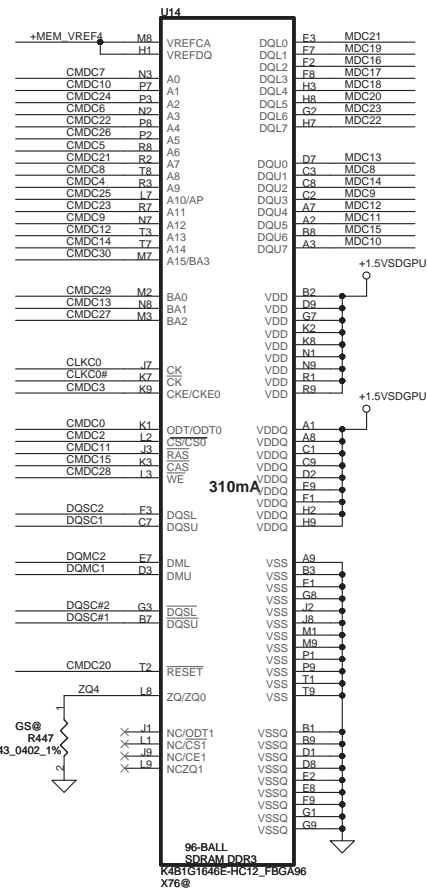 U14
+MEM_VREF4 M8 VREFCA DQL0 E3 MDC21
H1 VREFDQ DQL1 F7 MDC19
DQL2 F2 MDC16
CMDC7 N3 A0 DQL3 F8 MDC17
CMDC10 P7 A1 DQL4 H3 MDC18
CMDC24 P3 A2 DQL5 H8 MDC20
CMDC6 N2 A3 DQL6 G2 MDC23
CMDC22 P8 A4 DQL7 H7 MDC22
CMDC26 P2 A5
CMDC5 R8 A6
CMDC21 R2 A7 DQU0 D7 MDC13
CMDC8 T8 A8 DQU1 C3 MDC8
CMDC4 R3 A9 DQU2 C8 MDC14
CMDC25 L7 A10/AP DQU3 C2 MDC9
CMDC23 R7 A11 DQU4 A7 MDC12
CMDC9 N7 A12 DQU5 A2 MDC11
CMDC12 T3 A13 DQU6 B8 MDC15
CMDC14 T7 A14 DQU7 A3 MDC10
CMDC30 M7 A15/BA3
+1.5VSDGPU
CMDC29 M2 BA0 VDD B2
CMDC13 N8 BA1 VDD D9
CMDC27 M3 BA2 VDD G7
VDD K2
VDD K8
VDD N1
CLKC0 J7 CK VDD N9
CLKC0# K7 CK VDD R1
CMDC3 K9 CKE/CKE0 VDD R9
+1.5VSDGPU
CMDC0 K1 ODT/ODT0 VDDQ A1
CMDC2 L2 CS/CS0 VDDQ A8
CMDC11 J3 RAS VDDQ C1
CMDC15 K3 CAS VDDQ C9
CMDC28 L3 WE VDDQ D2
310mA VDDQ E9
VDDQ F1
DQSC2 F3 DQSL VDDQ H2
DQSC1 C7 DQSU VDDQ H9
DQMC2 E7 DML VSS A9
DQMC1 D3 DMU VSS B3
VSS E1
VSS G8
DQSC#2 G3 DQSL VSS J2
DQSC#1 B7 DQSU VSS J8
VSS M1
VSS M9
VSS P1
CMDC20 T2 RESET VSS P9
VSS T1
ZQ4 L8 ZQ/ZQ0 VSS T9
1
GS@
R447
43_0402_1%
2
J1 NC/ODT1 VSSQ B1
L1 NC/CS1 VSSQ B9
J9 NC/CE1 VSSQ D1
L9 NCZQ1 VSSQ D8
VSSQ E2
VSSQ E8
VSSQ F9
VSSQ G1
VSSQ G9
96-BALL
SDRAM DDR3
K4B1G1646E-HC12_FBGA96
X76@